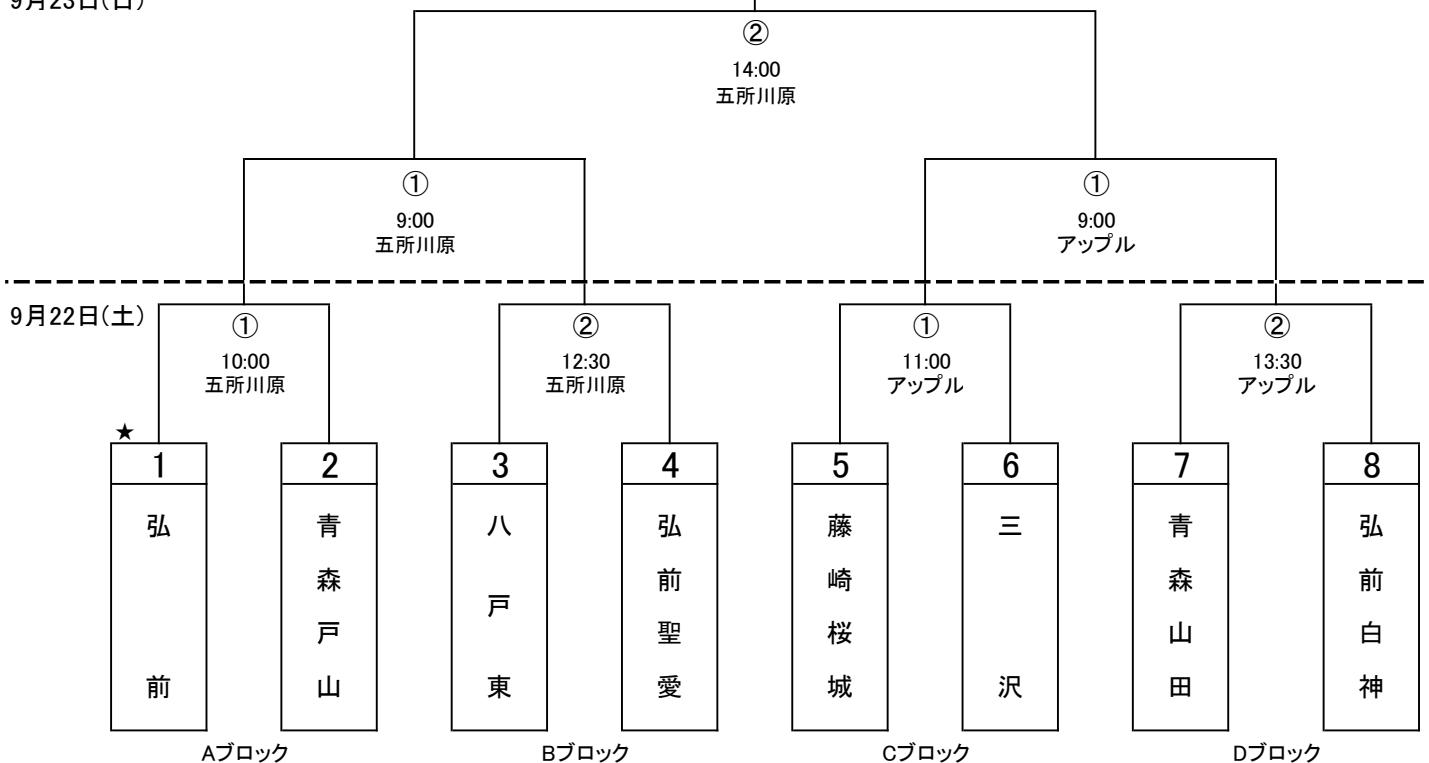 9月23日(日)
②
14:00
五所川原
①
9:00
五所川原
①
9:00
アップル
9月22日(土)
①
10:00
五所川原
②
12:30
五所川原
①
11:00
アップル
②
13:30
アップル
★
1
弘前
2
青森戸山
3
八戸東
4
弘前聖愛
5
藤崎桜城
6
三沢
7
青森山田
8
弘前白神
Aブロック
Bブロック
Cブロック
Dブロック